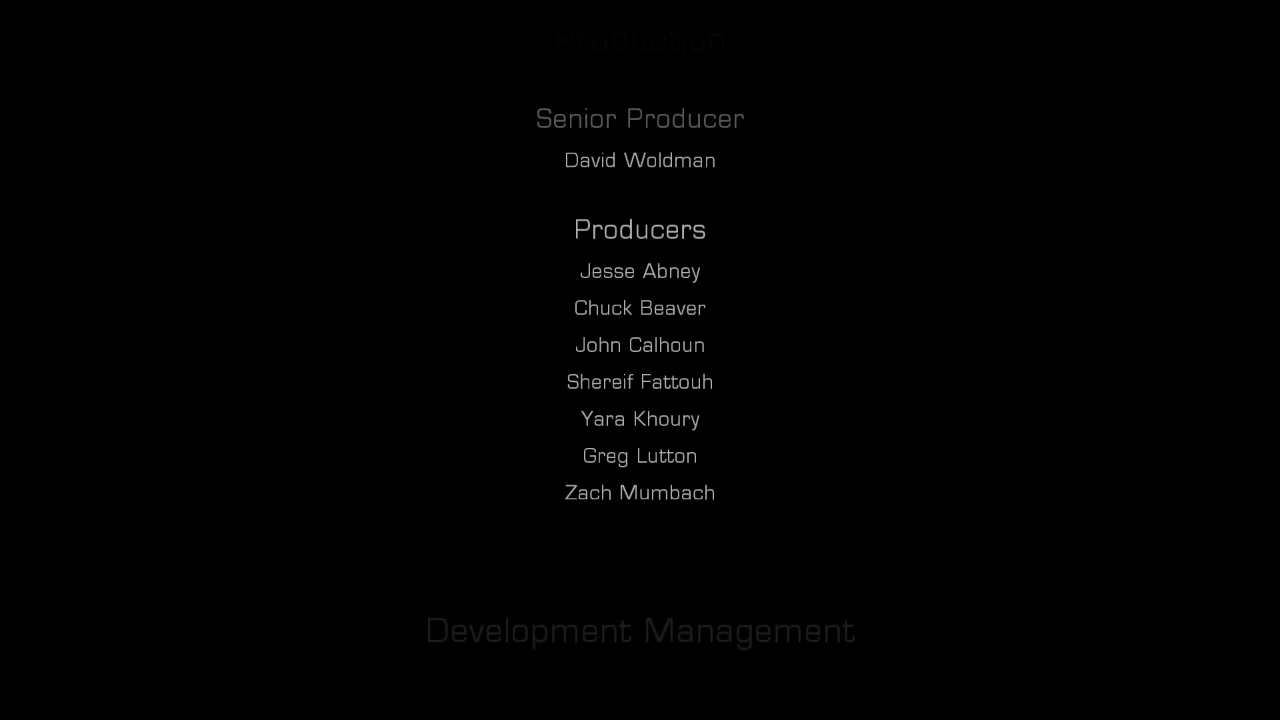 Production
Senior Producer
David Woldman
Producers
Jesse Abney
Chuck Beaver
John Calhoun
Shereif Fattouh
Yara Khoury
Greg Lutton
Zach Mumbach
Development Management